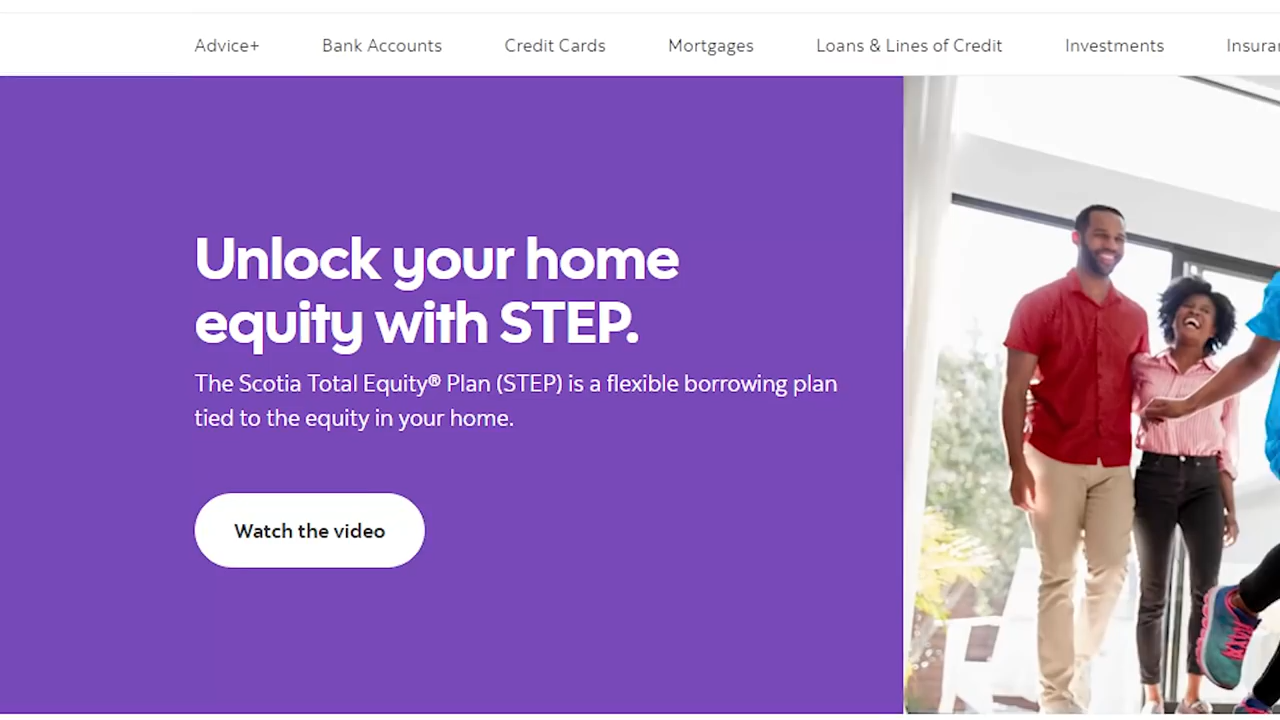 Advice+ Bank Accounts Credit Cards Mortgages Loans & Lines of Credit Investments
Unlock your home
equity with STEP.
The Scotia Total Equity® Plan (STEP) is a flexible borrowing plan
tied to the equity in your home.
Watch the video